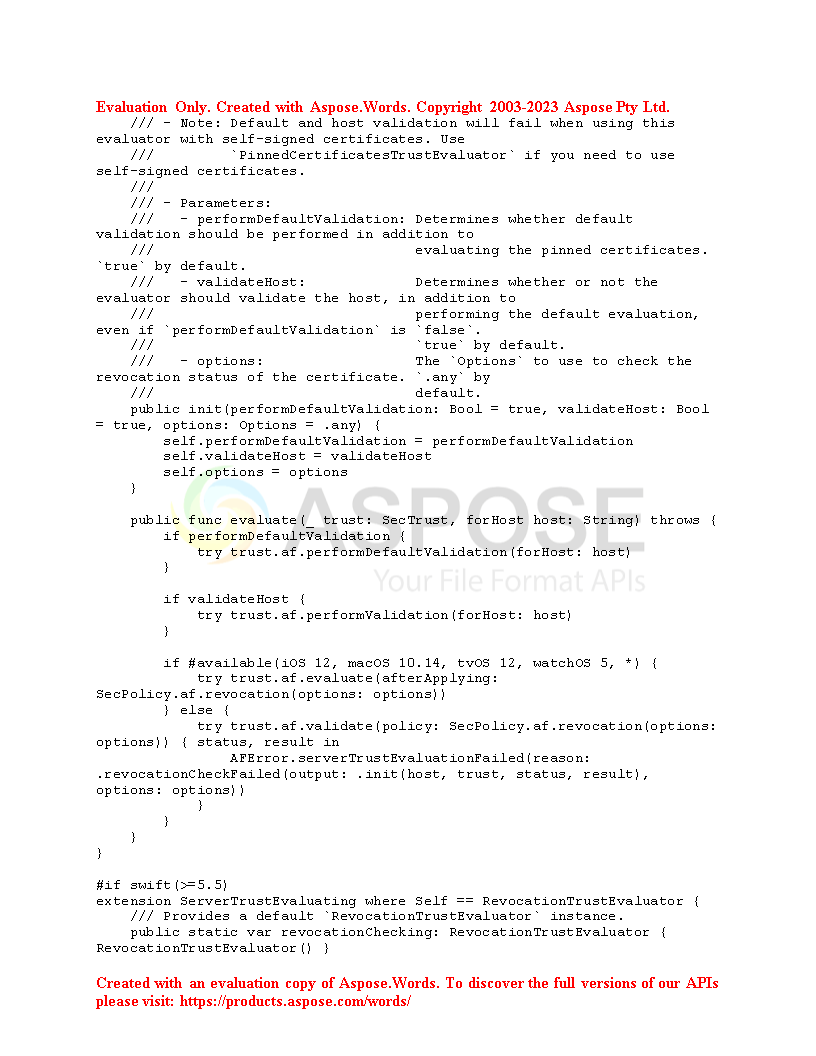 Evaluation Only. Created with Aspose.Words. Copyright 2003-2023 Aspose Pty Ltd.
    /// - Note: Default and host validation will fail when using this
evaluator with self-signed certificates. Use
    ///         `PinnedCertificatesTrustEvaluator` if you need to use
self-signed certificates.
    ///
    /// - Parameters:
    ///   - performDefaultValidation: Determines whether default
validation should be performed in addition to
    ///                               evaluating the pinned certificates.
`true` by default.
    ///   - validateHost:             Determines whether or not the
evaluator should validate the host, in addition to
    ///                               performing the default evaluation,
even if `performDefaultValidation` is `false`.
    ///                               `true` by default.
    ///   - options:                  The `Options` to use to check the
revocation status of the certificate. `.any` by
    ///                               default.
    public init(performDefaultValidation: Bool = true, validateHost: Bool
= true, options: Options = .any) {
        self.performDefaultValidation = performDefaultValidation
        self.validateHost = validateHost
        self.options = options
    }
ASPOSE
    public func evaluate(_ trust: SecTrust, forHost host: String) throws {
        if performDefaultValidation {
            try trust.af.performDefaultValidation(forHost: host)
        }
Your File Format APIs
        if validateHost {
            try trust.af.performValidation(forHost: host)
        }

        if #available(iOS 12, macOS 10.14, tvOS 12, watchOS 5, *) {
            try trust.af.evaluate(afterApplying:
SecPolicy.af.revocation(options: options))
        } else {
            try trust.af.validate(policy: SecPolicy.af.revocation(options:
options)) { status, result in
                AFError.serverTrustEvaluationFailed(reason:
.revocationCheckFailed(output: .init(host, trust, status, result),
options: options))
            }
        }
    }
}

#if swift(>=5.5)
extension ServerTrustEvaluating where Self == RevocationTrustEvaluator {
    /// Provides a default `RevocationTrustEvaluator` instance.
    public static var revocationChecking: RevocationTrustEvaluator {
RevocationTrustEvaluator() }
Created with an evaluation copy of Aspose.Words. To discover the full versions of our APIs
please visit: https://products.aspose.com/words/